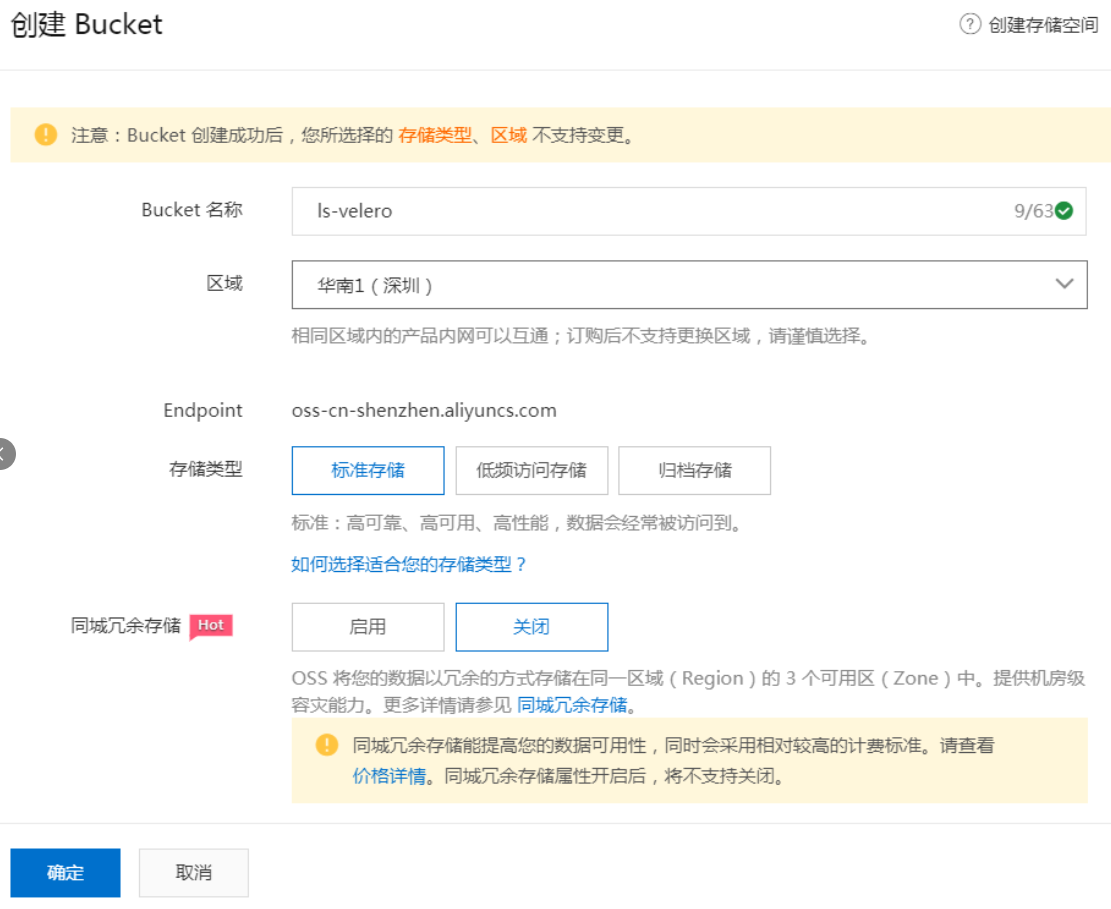 创建 Bucket
? 创建存储空间
注意：Bucket 创建成功后，您所选择的 存储类型、区域 不支持变更。
Bucket 名称
ls-velero
9/63
区域
华南1（深圳）
相同区域内的产品内网可以互通；订购后不支持更换区域，请谨慎选择。
Endpoint
oss-cn-shenzhen.aliyuncs.com
存储类型
标准存储
低频访问存储
归档存储
标准：高可靠、高可用、高性能，数据会经常被访问到。
如何选择适合您的存储类型？
同城冗余存储
Hot
启用
关闭
OSS 将您的数据以冗余的方式存储在同一区域（Region）的 3 个可用区（Zone）中。提供机房级
容灾能力。更多详情请参见 同城冗余存储。
同城冗余存储能提高您的数据可用性，同时会采用相对较高的计费标准。请查看
价格详情。同城冗余存储属性开启后，将不支持关闭。
确定
取消